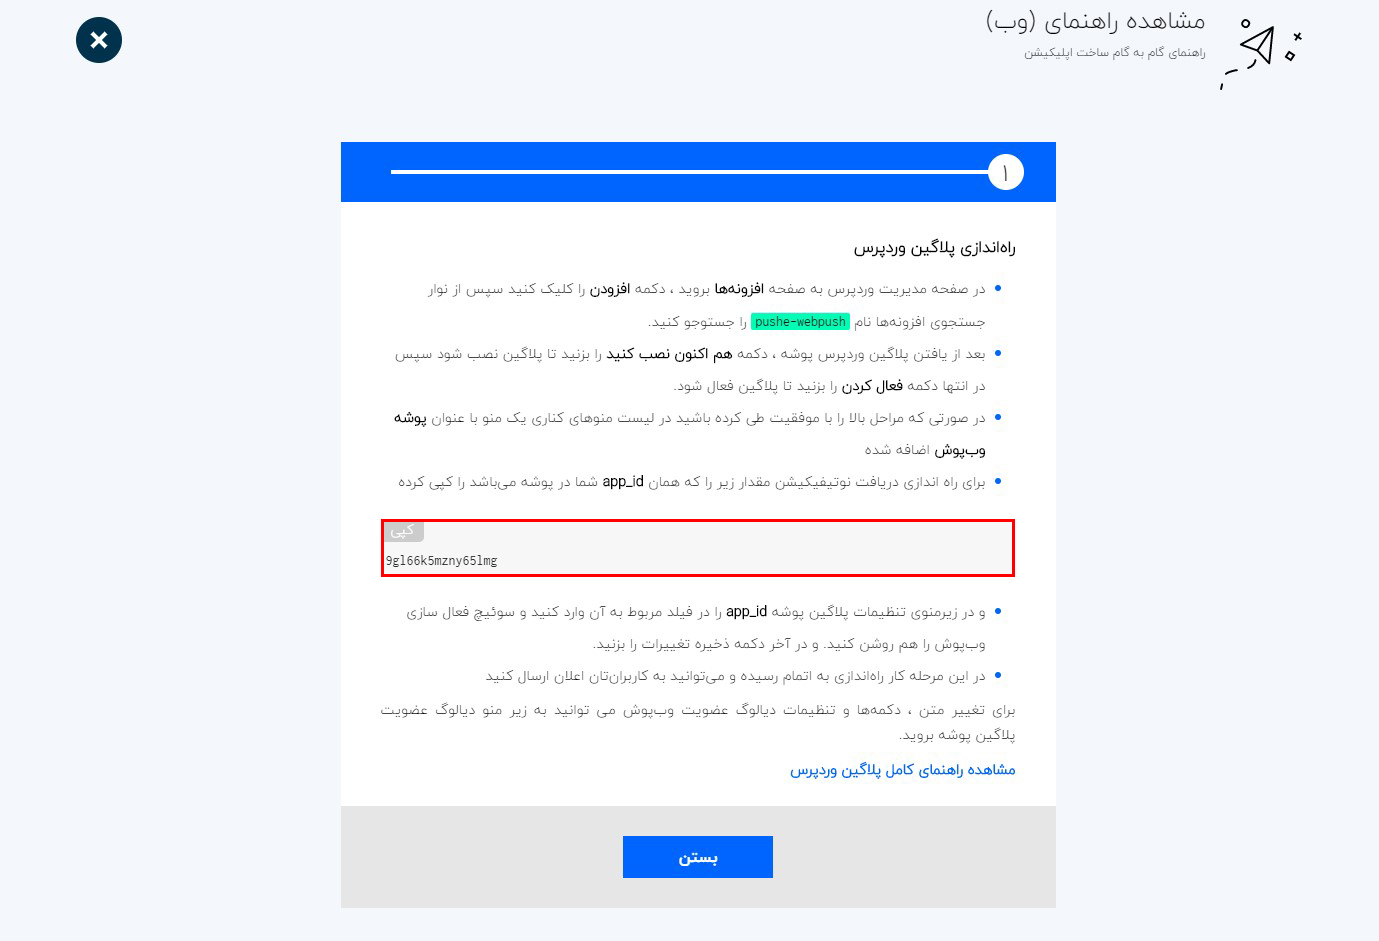 مشاهده راهنمای (وب)
راهنمای گام به گام ساخت اپلیکیشن
۱
راه‌اندازی پلاگین وردپرس
در صفحه مدیریت وردپرس به صفحه افزونه‌ها بروید ، دکمه افزودن را کلیک کنید سپس از نوار
جستجوی افزونه‌ها نام pushe-webpush را جستوجو کنید.
بعد از یافتن پلاگین وردپرس پوشه ، دکمه هم اکنون نصب کنید را بزنید تا پلاگین نصب شود سپس
در انتها دکمه فعال کردن را بزنید تا پلاگین فعال شود.
در صورتی که مراحل بالا را با موفقیت طی کرده باشید در لیست منوهای کناری یک منو با عنوان پوشه
وب‌پوش اضافه شده
برای راه اندازی دریافت نوتیفیکیشن مقدار زیر را که همان app_id شما در پوشه می‌باشد را کپی کرده
کپی
9gl66k5mzny65lmg
و در زیرمنوی تنظیمات پلاگین پوشه app_id را در فیلد مربوط به آن وارد کنید و سوئیچ فعال سازی
وب‌پوش را هم روشن کنید. و در آخر دکمه ذخیره تغییرات را بزنید.
در این مرحله کار راه‌اندازی به اتمام رسیده و می‌توانید به کاربران‌تان اعلان ارسال کنید
برای تغییر متن ، دکمه‌ها و تنظیمات دیالوگ عضویت وب‌پوش می توانید به زیر منو دیالوگ عضویت
پلاگین پوشه بروید.
مشاهده راهنمای کامل پلاگین وردپرس
بستن